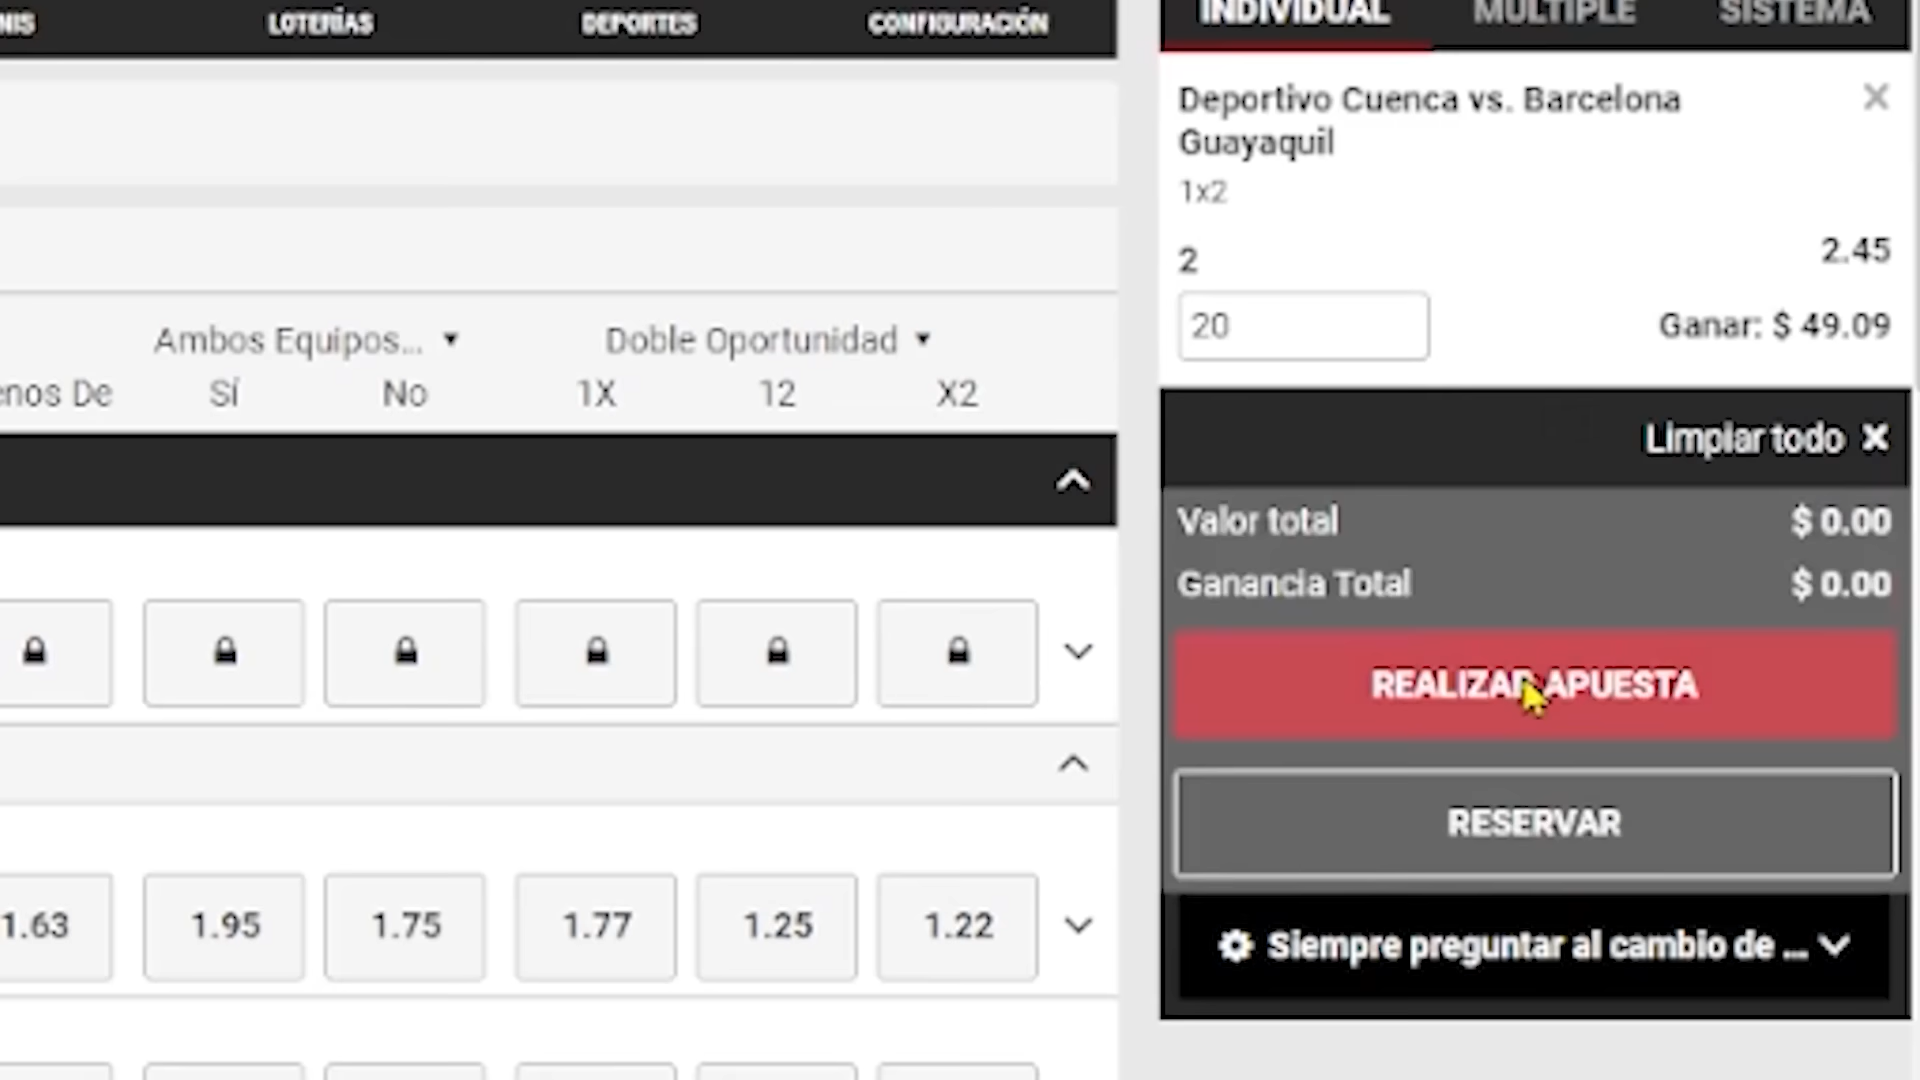 LOTERÍAS DEPORTES CONFIGURACIÓN
INDIVIDUAL MÚLTIPLE SISTEMA
Deportivo Cuenca vs. Barcelona
Guayaquil
1x2
2 2.45
20 Ganar: $ 49.09
Ambos Equipos... Doble Oportunidad
enos De Sí No 1X 12 X2
Limpiar todo
Valor total $ 0.00
Ganancia Total $ 0.00
REALIZAR APUESTA
RESERVAR
1.63 1.95 1.75 1.77 1.25 1.22
Siempre preguntar al cambio de ...